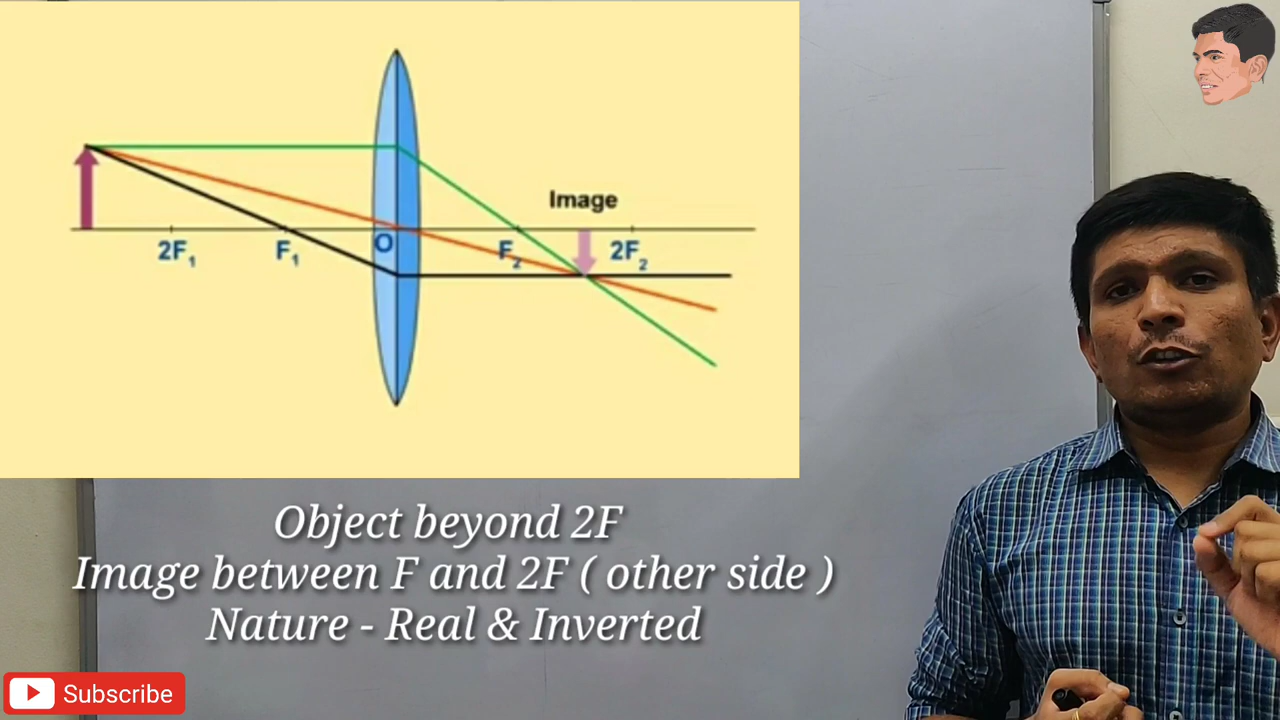 Image
2F₁
F₁
O
F₂
2F₂
Object beyond 2F
Image between F and 2F ( other side )
Nature - Real & Inverted
Subscribe